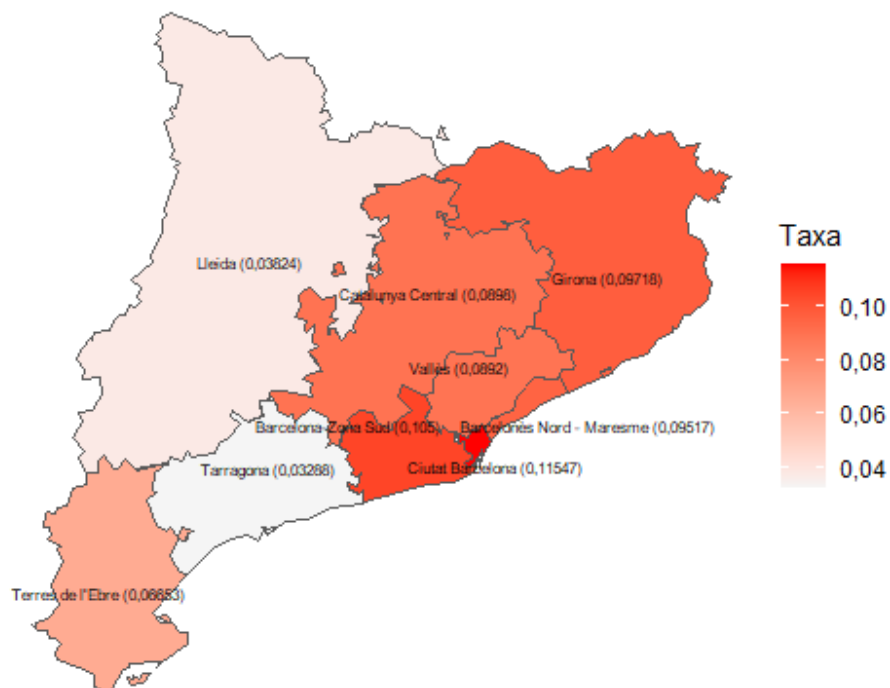 Lleida (0,03824)
Catalunya Central (0,0898)
Girona (0,09718)
Vallès (0,0892)
Barcelona-Zona Sud (0,105)
Barcelonès Nord - Maresme (0,09517)
Tarragona (0,03288)
Ciutat Barcelona (0,11547)
Terres de l'Ebre (0,06653)
Taxa
0,10
0,08
0,06
0,04